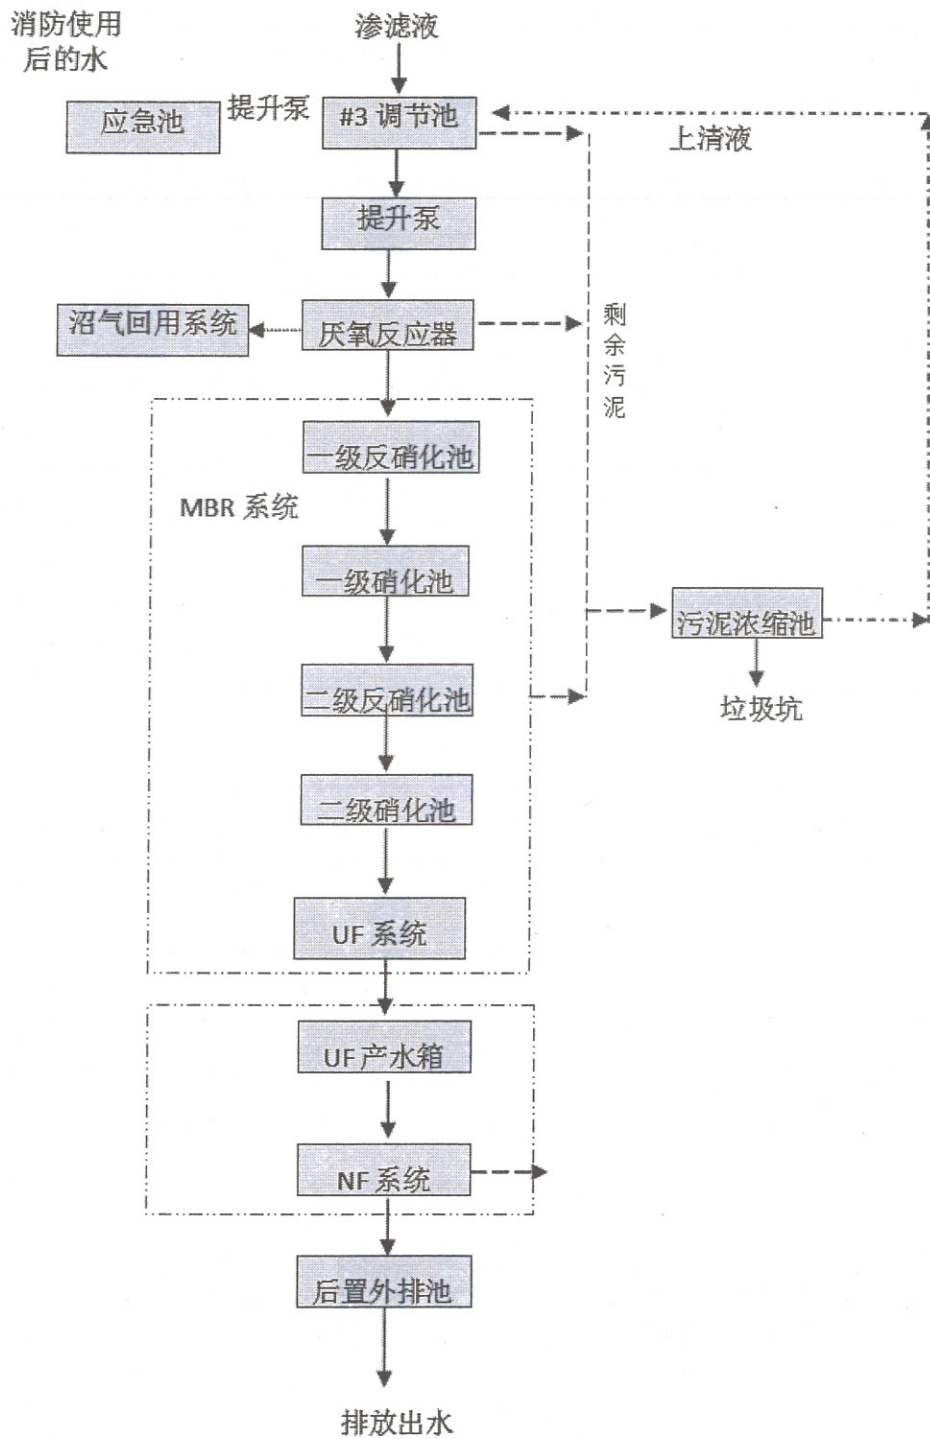 消防使用
后的水
渗滤液
应急池
提升泵
#3 调节池
上清液
提升泵
沼气回用系统
厌氧反应器
剩余污泥
一级反硝化池
MBR 系统
一级硝化池
污泥浓缩池
二级反硝化池
垃圾坑
二级硝化池
UF 系统
UF 产水箱
NF 系统
后置外排池
排放出水